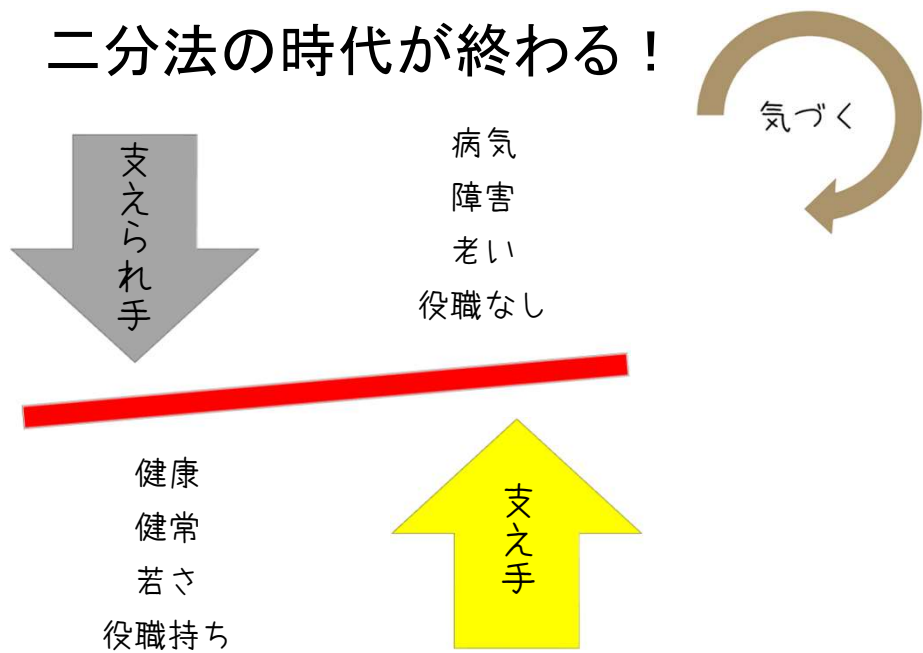 二分法の時代が終わる！
気づく
支えられ手
病気
障害
老い
役職なし
健康
健常
若さ
役職持ち
支え手